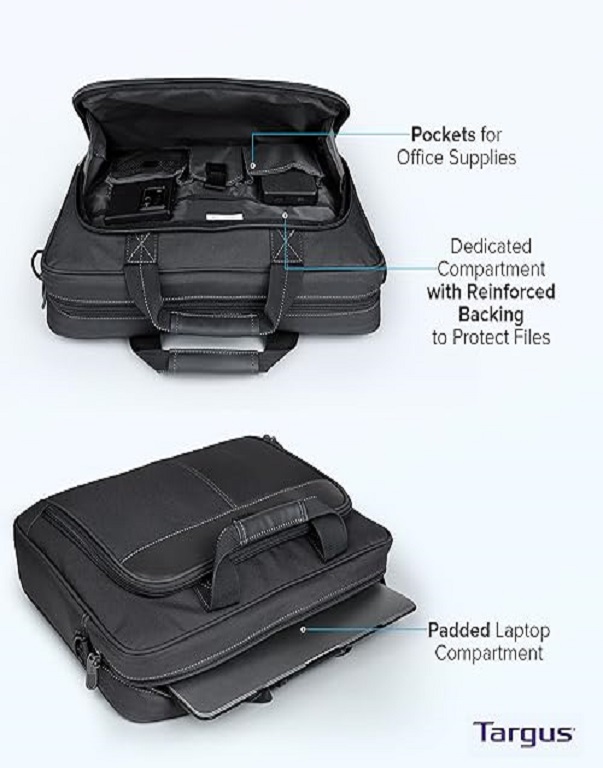 Pockets for
Office Supplies
Dedicated
Compartment
with Reinforced
Backing
to Protect Files
Padded Laptop
Compartment
Targus